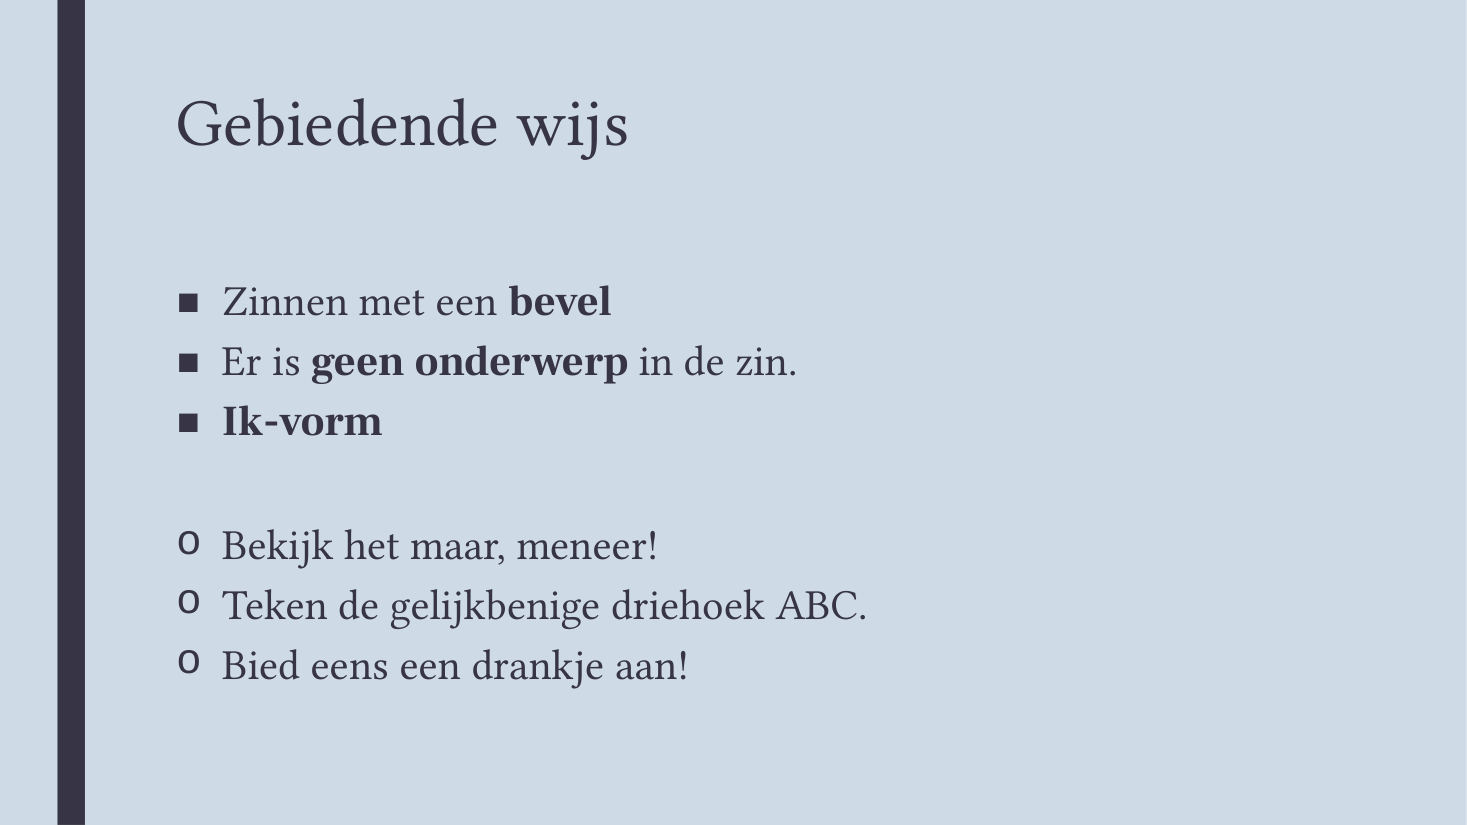 Gebiedende wijs
■ Zinnen met een bevel
■ Er is geen onderwerp in de zin.
■ Ik-vorm
o Bekijk het maar, meneer!
o Teken de gelijkbenige driehoek ABC.
o Bied eens een drankje aan!